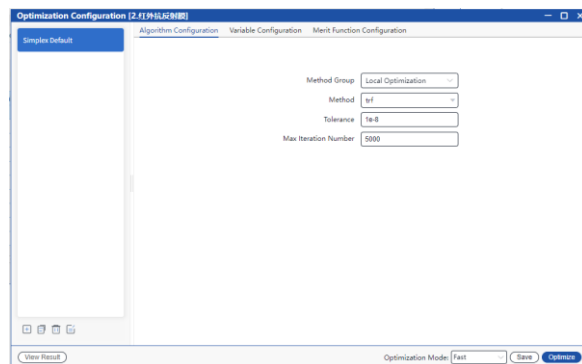 Optimization Configuration [2.红外抗反射膜]
Simplex Default
Algorithm Configuration Variable Configuration Merit Function Configuration
Method Group Local Optimization
Method trf
Tolerance 1e-8
Max Iteration Number 5000
View Result Optimization Mode: Fast Save Optimize